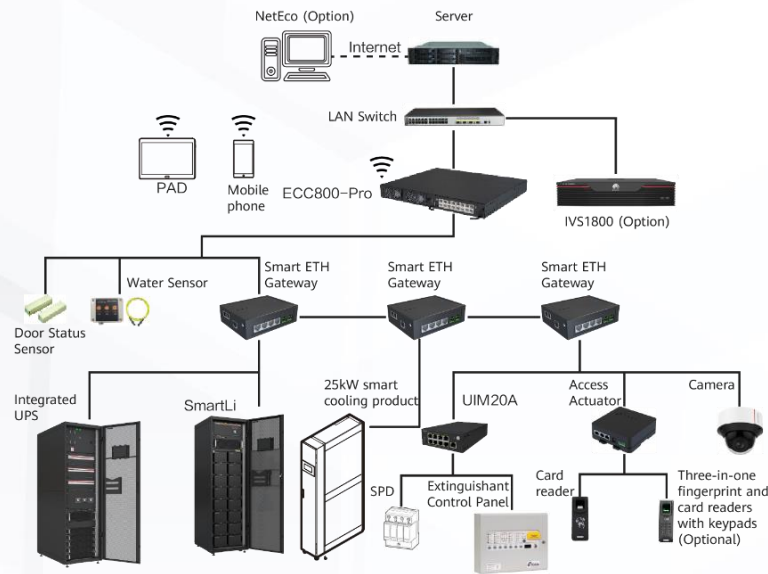 NetEco (Option)
Server
Internet
LAN Switch
PAD
Mobile
phone
ECC800-Pro
IVS1800 (Option)
Door Status
Sensor
Water Sensor
Smart ETH
Gateway
Smart ETH
Gateway
Smart ETH
Gateway
Integrated
UPS
SmartLi
25kW smart
cooling product
UIM20A
Access
Actuator
Camera
SPD
Extinguishant
Control Panel
Card
reader
Three-in-one
fingerprint and
card readers
with keypads
(Optional)